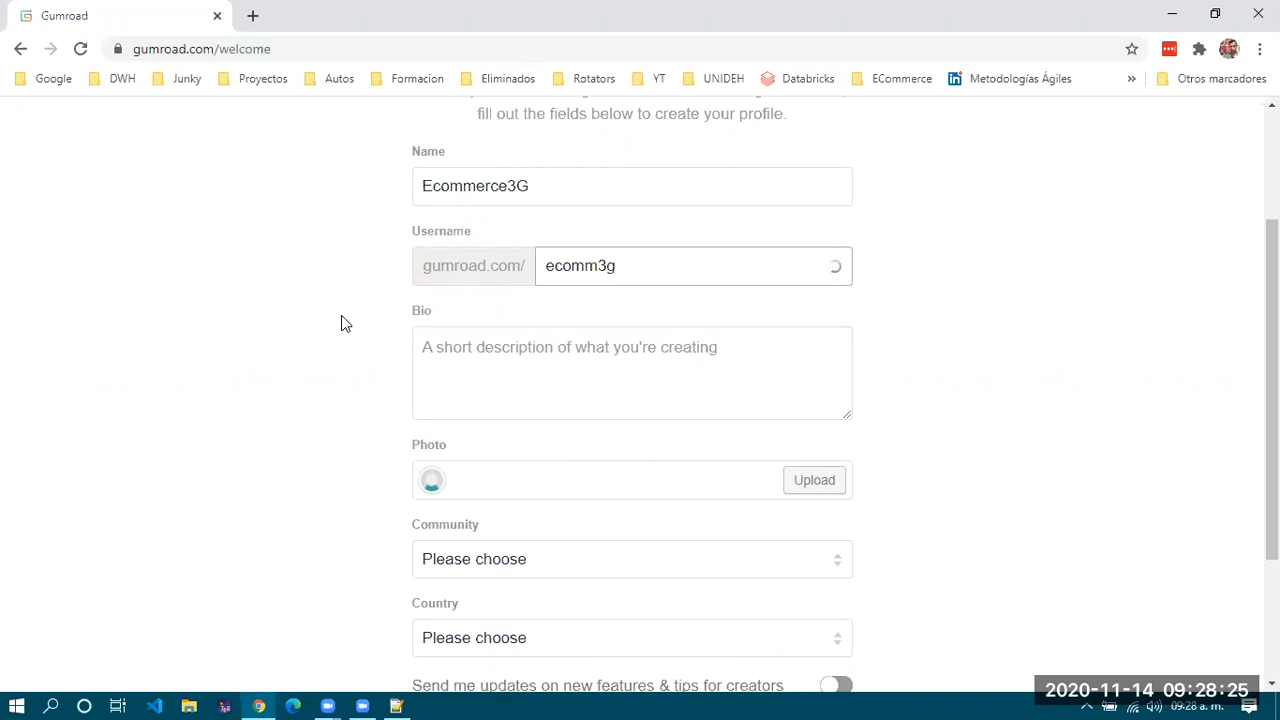 Gumroad
gumroad.com/welcome
Google DWH Junky Proyectos Autos Formacion Eliminados Rotators YT UNIDEH Databricks ECommerce Metodologías Ágiles » Otros marcadores
fill out the fields below to create your profile.
Name
Ecommerce3G
Username
gumroad.com/ ecomm3g
Bio
A short description of what you're creating
Photo
Upload
Community
Please choose
Country
Please choose
Send me updates on new features & tips for creators
2020-11-14 09:28:25
09:28 a. m.